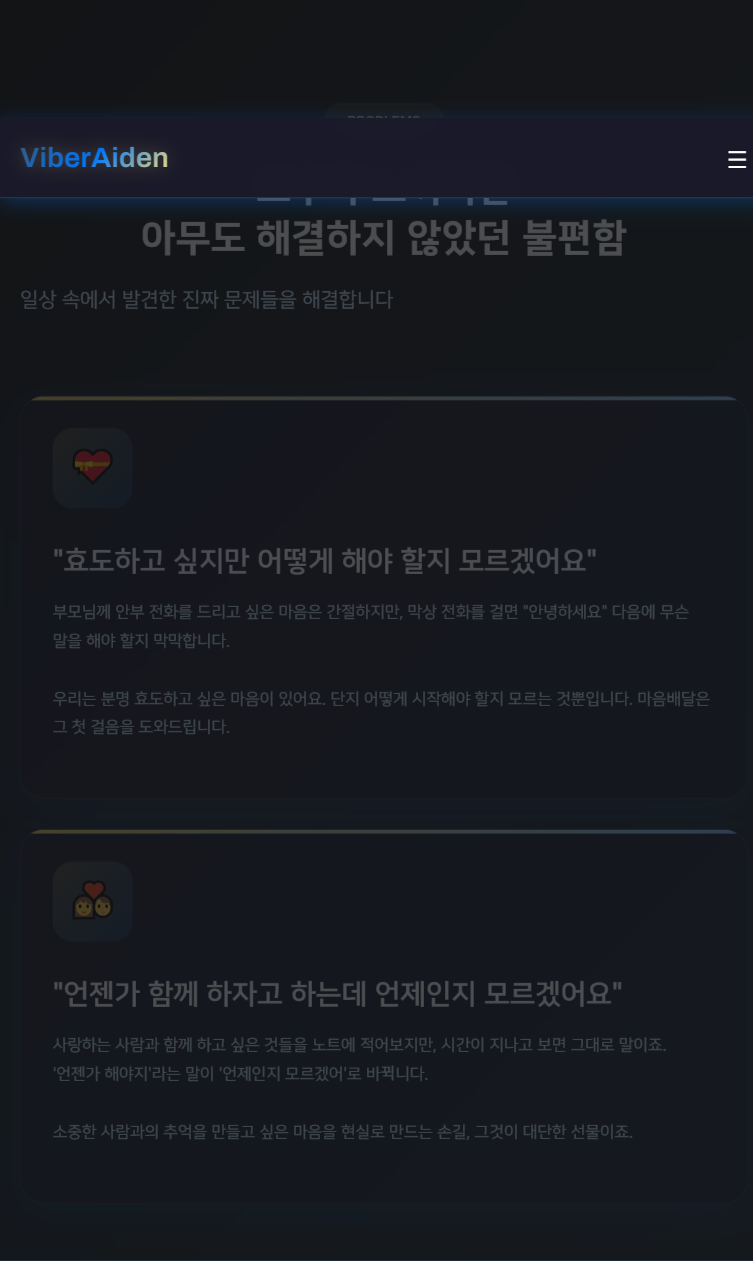 ViberAiden
아무도 해결하지 않았던 불편함
일상 속에서 발견한 진짜 문제들을 해결합니다
"효도하고 싶지만 어떻게 해야 할지 모르겠어요"
부모님께 안부 전화를 드리고 싶은 마음은 간절하지만, 막상 전화를 걸면 "안녕하세요" 다음에 무슨
말을 해야 할지 막막합니다.
우리는 분명 효도하고 싶은 마음이 있어요. 단지 어떻게 시작해야 할지 모르는 것뿐입니다. 마음배달은
그 첫 걸음을 도와드립니다.
"언젠가 함께 하자고 하는데 언제인지 모르겠어요"
사랑하는 사람과 함께 하고 싶은 것들을 노트에 적어보지만, 시간이 지나고 보면 그대로 말이죠.
'언젠가 해야지'라는 말이 '언제인지 모르겠어'로 바뀝니다.
소중한 사람과의 추억을 만들고 싶은 마음을 현실로 만드는 손길, 그것이 대단한 선물이죠.